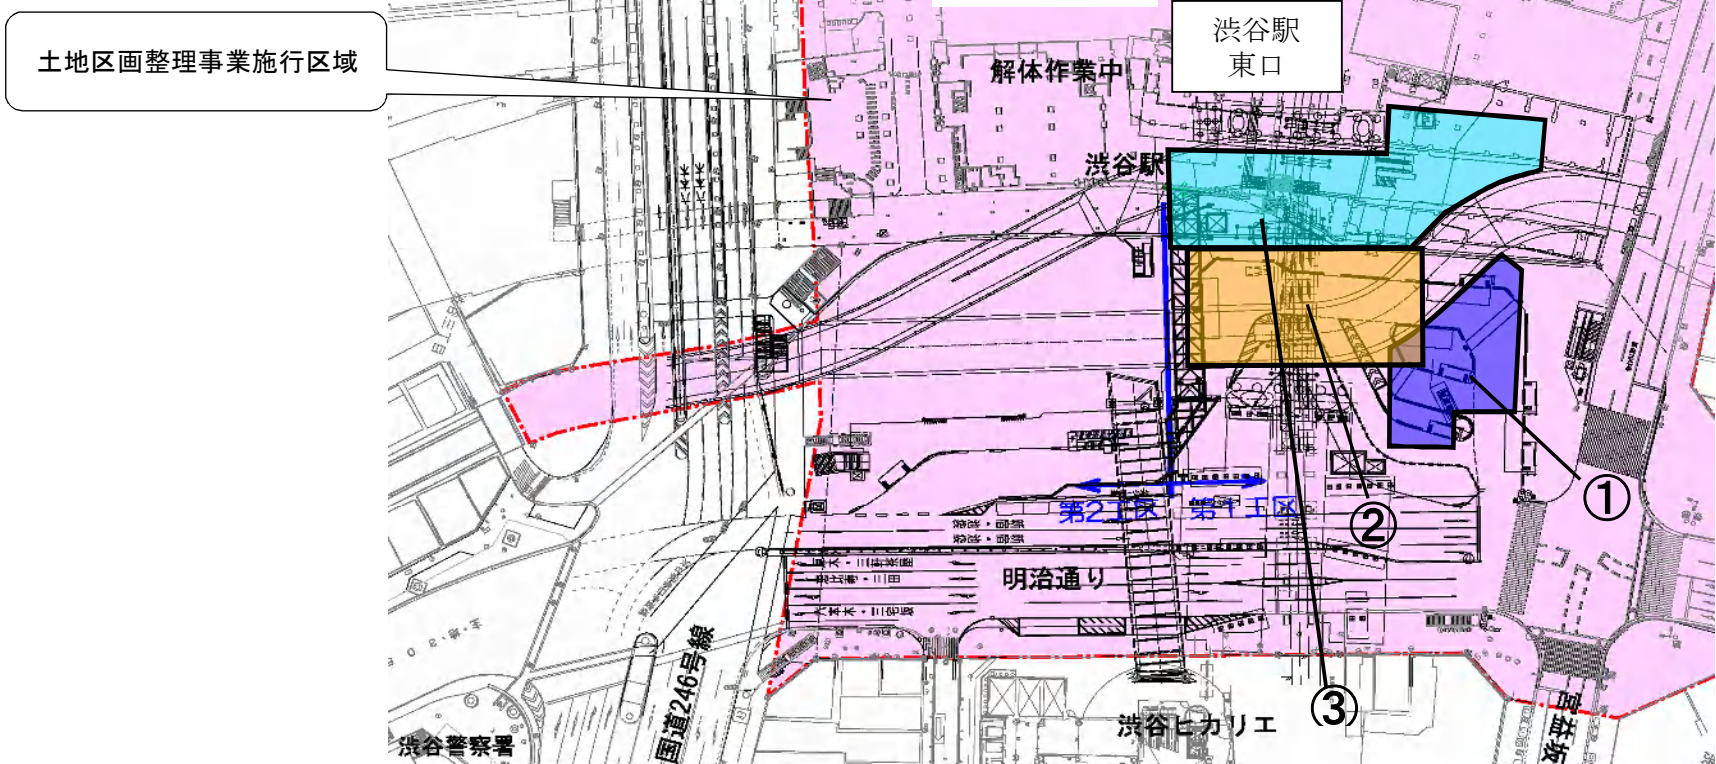 土地区画整理事業施行区域
渋谷駅
東口
解体作業中
渋谷駅
①
②
③
第2工区
第1工区
明治通り
渋谷ヒカリエ
国道246号線
渋谷警察署
宮益坂